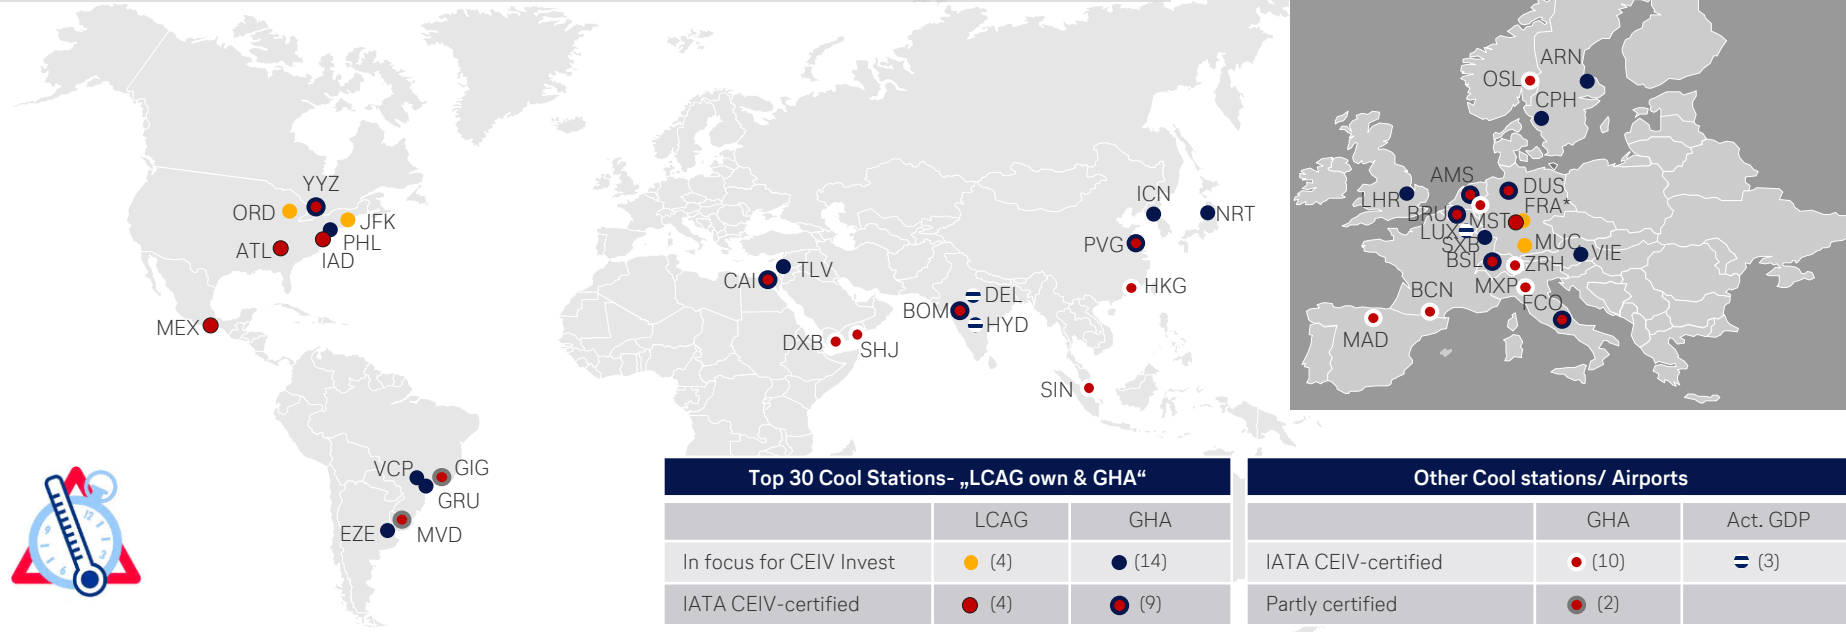 ARN
OSL
CPH
AMS
DUS
LHR
FRA*
BRU
MST
LUX
SXB
MUC
VIE
BSL
ZRH
MXP
BCN
FCO
MAD
YYZ
ORD
JFK
PHL
ATL
IAD
MEX
ICN
NRT
PVG
TLV
CAI
HKG
DEL
BOM
HYD
DXB
SHJ
SIN
VCP
GIG
GRU
EZE
MVD
12
9
3
6
Top 30 Cool Stations- „LCAG own & GHA“
LCAG GHA
In focus for CEIV Invest (4) (14)
IATA CEIV-certified (4) (9)
Other Cool stations/ Airports
GHA Act. GDP
IATA CEIV-certified (10) (3)
Partly certified (2)